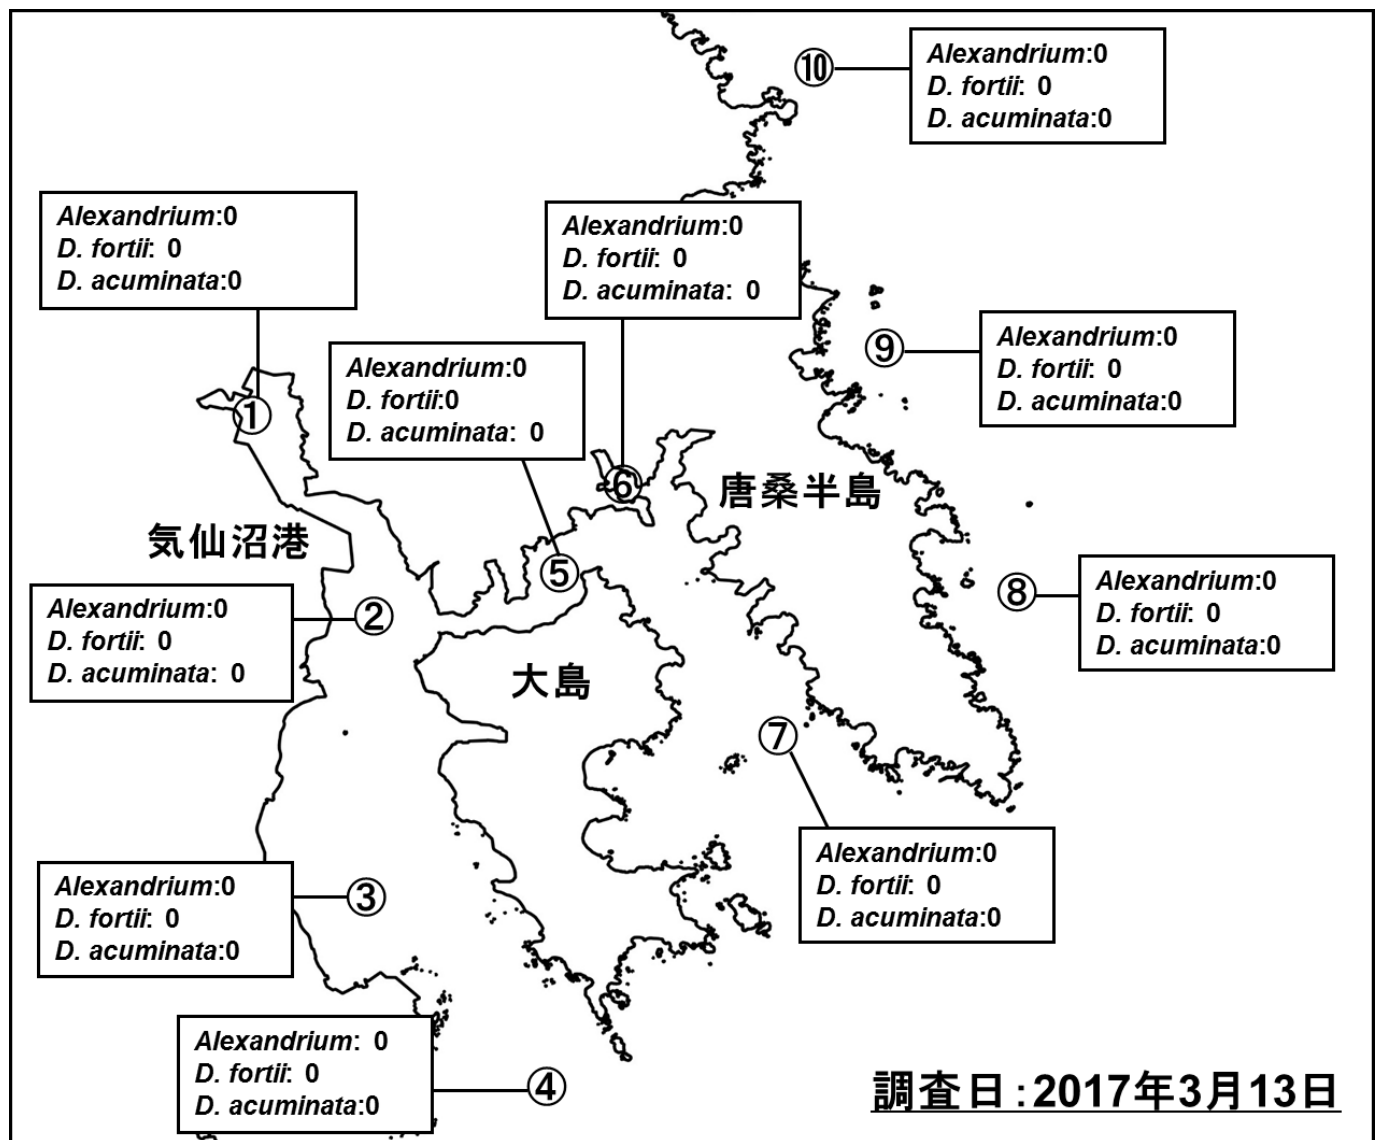 ⑩
Alexandrium:0
D. fortii: 0
D. acuminata:0
Alexandrium:0
D. fortii: 0
D. acuminata:0
①
Alexandrium:0
D. fortii: 0
D. acuminata: 0
⑥
Alexandrium:0
D. fortii:0
D. acuminata: 0
⑤
⑨
Alexandrium:0
D. fortii: 0
D. acuminata:0
唐桑半島
気仙沼港
Alexandrium:0
D. fortii: 0
D. acuminata: 0
②
⑧
Alexandrium:0
D. fortii: 0
D. acuminata:0
大島
⑦
Alexandrium:0
D. fortii: 0
D. acuminata:0
Alexandrium:0
D. fortii: 0
D. acuminata:0
③
Alexandrium: 0
D. fortii: 0
D. acuminata:0
④
調査日:2017年3月13日